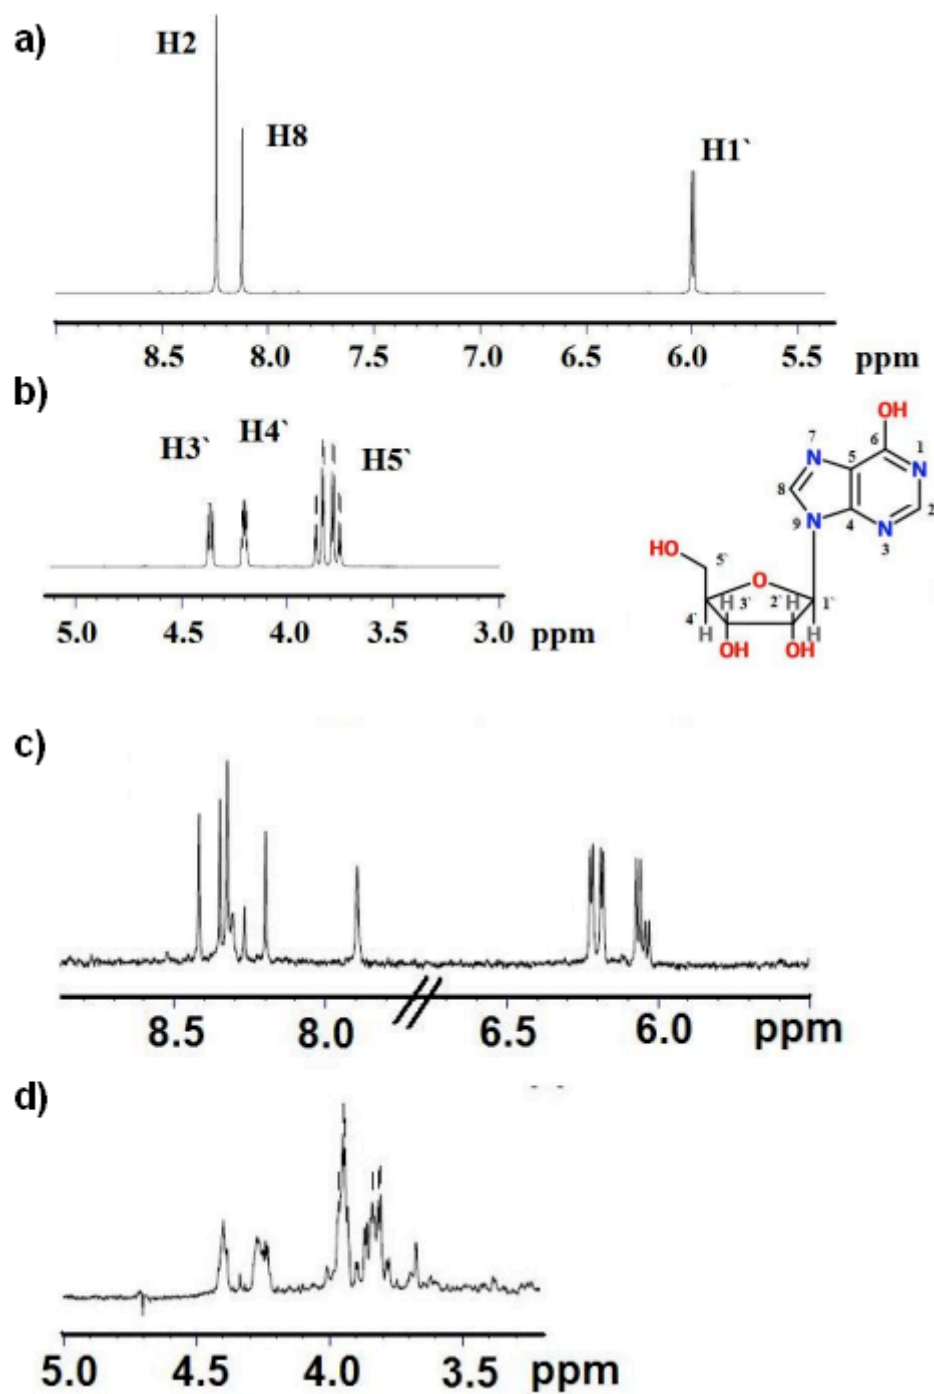 a)
H2
H8
H1`
8.5 8.0 7.5 7.0 6.5 6.0 5.5 ppm
b)
H3`
H4`
H5`
5.0 4.5 4.0 3.5 3.0 ppm
OH
7
6
N
5
1
N
8
N
9
4
N
3
2
HO
5`
O
4`
H
3`
H
2`
H
1`
H
OH
OH
c)
8.5 8.0 6.5 6.0 ppm
d)
5.0 4.5 4.0 3.5 ppm